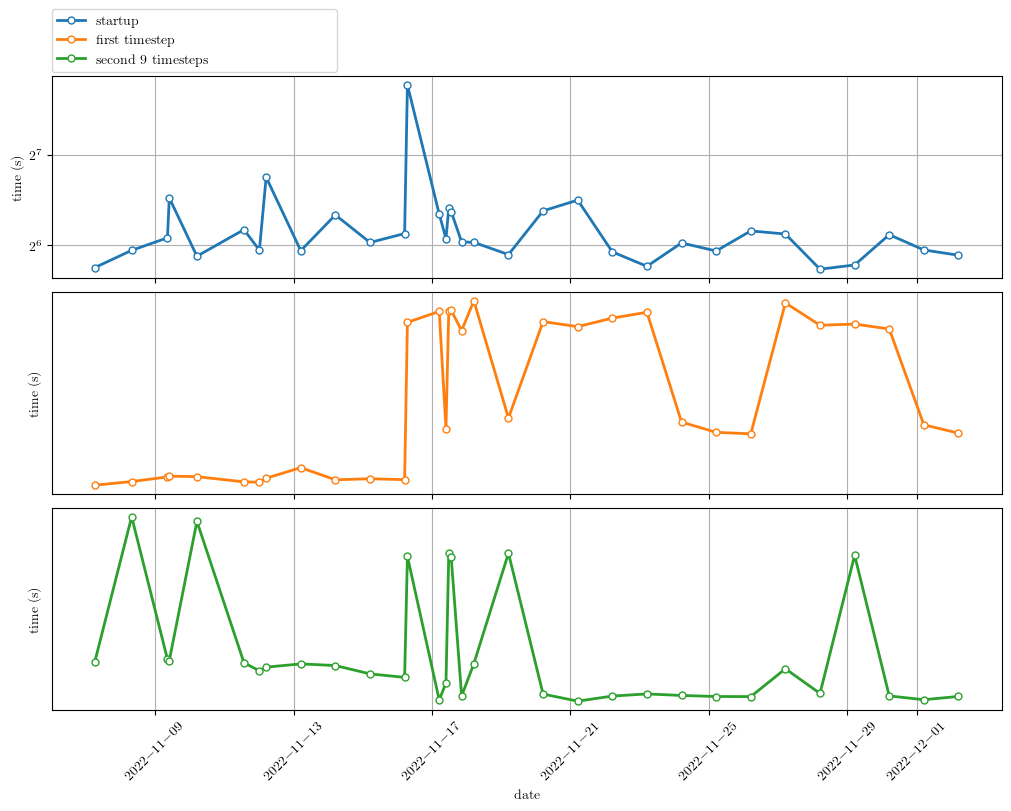 startup
first timestep
second 9 timesteps
time (s)
2^7
2^6
time (s)
time (s)
2022−11−09
2022−11−13
2022−11−17
2022−11−21
2022−11−25
2022−11−29
2022−12−01
date